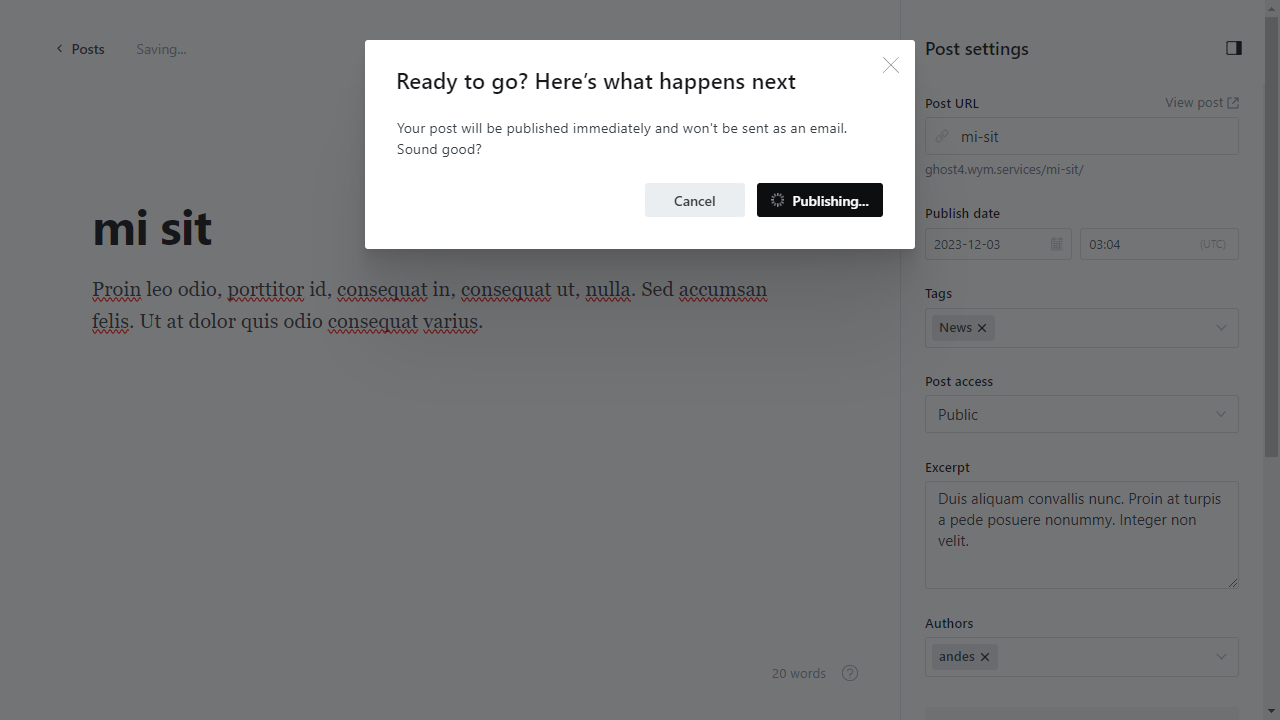 Posts
Saving...
Ready to go? Here’s what happens next
Your post will be published immediately and won't be sent as an email.
Sound good?
Cancel
Publishing...
mi sit
Proin leo odio, porttitor id, consequat in, consequat ut, nulla. Sed accumsan
felis. Ut at dolor quis odio consequat varius.
20 words
?
Post settings
Post URL
View post
mi-sit
ghost4.wym.services/mi-sit/
Publish date
2023-12-03
03:04
(UTC)
Tags
News
Post access
Public
Excerpt
Duis aliquam convallis nunc. Proin at turpis
a pede posuere nonummy. Integer non
velit.
Authors
andes